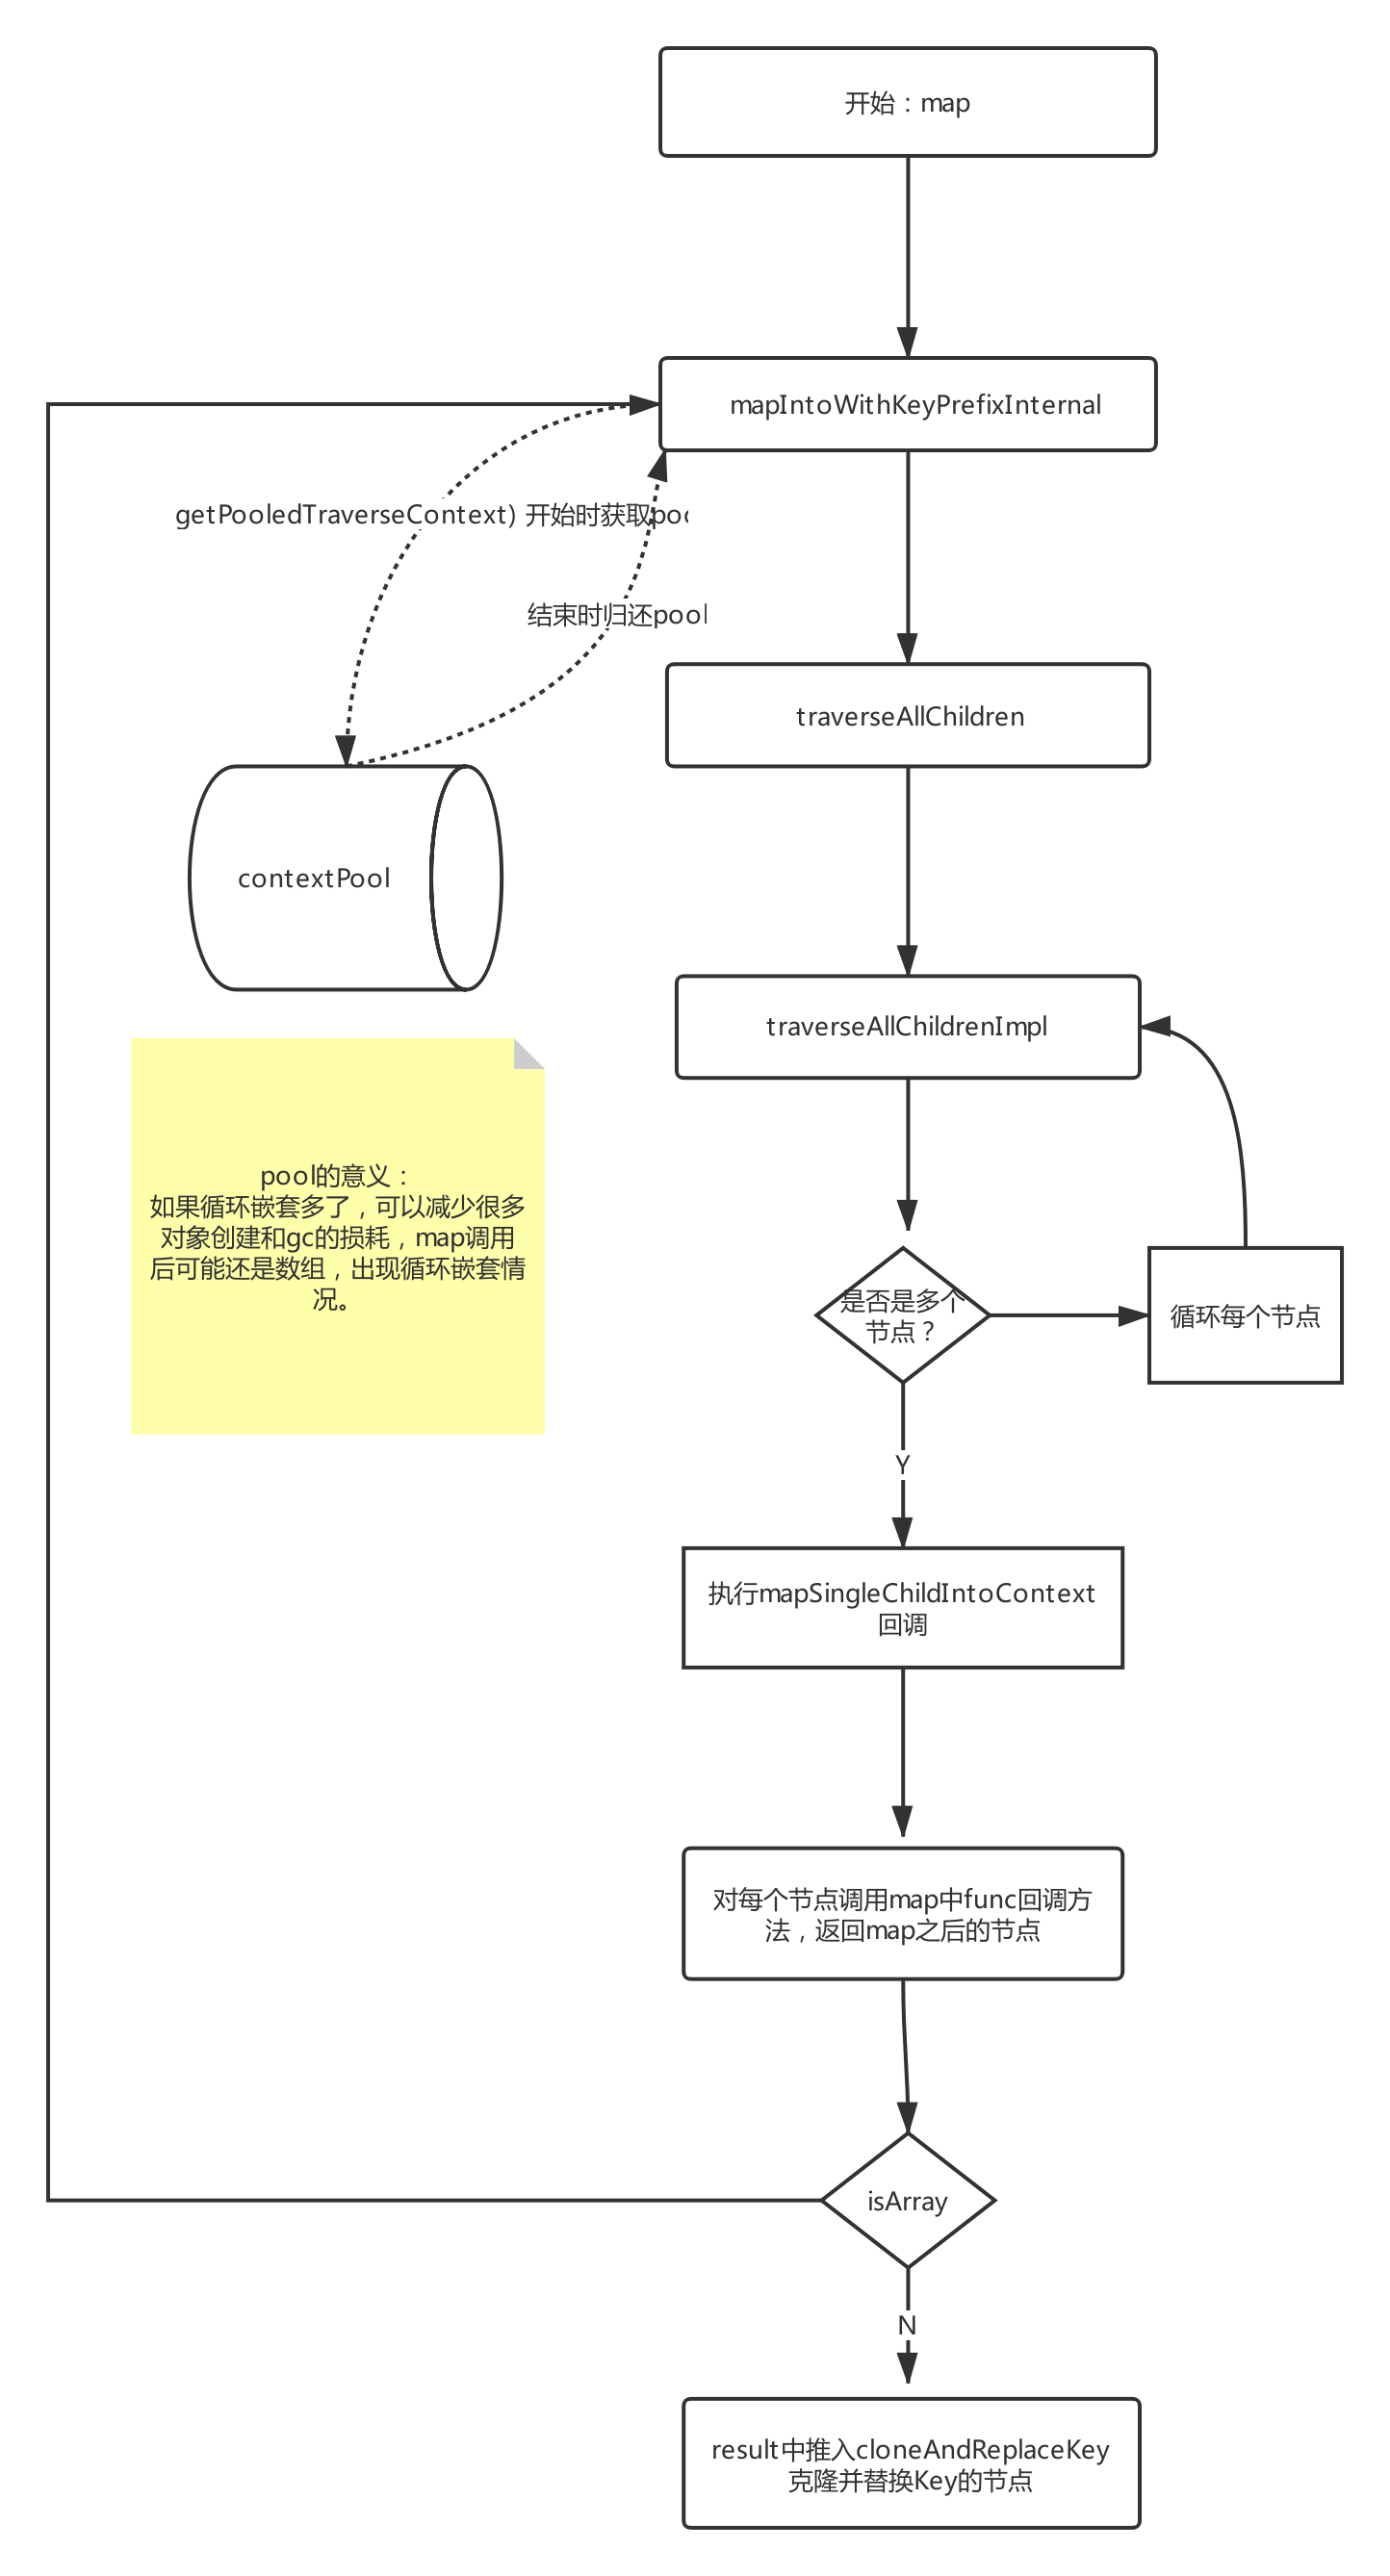 开始：map
mapIntoWithKeyPrefixInternal
getPooledTraverseContext) 开始时获取poo
结束时归还pool
traverseAllChildren
contextPool
traverseAllChildrenImpl
pool的意义：
如果循环嵌套多了，可以减少很多
对象创建和gc的损耗，map调用
后可能还是数组，出现循环嵌套情
况。
是否是多个
节点？
循环每个节点
Y
执行mapSingleChildIntoContext
回调
对每个节点调用map中func回调方
法，返回map之后的节点
isArray
N
result中推入cloneAndReplaceKey
克隆并替换Key的节点